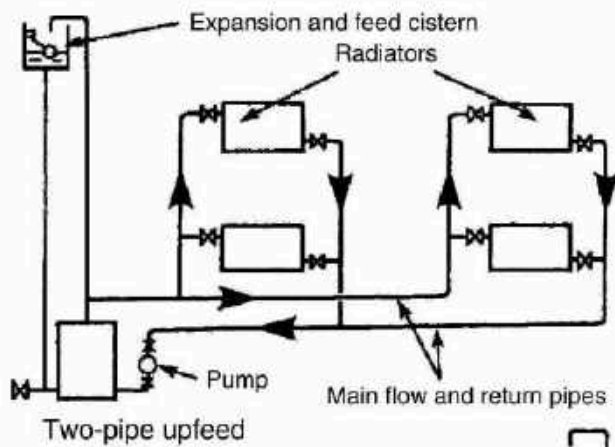 Expansion and feed cistern
Radiators
Pump
Main flow and return pipes
Two-pipe upfeed